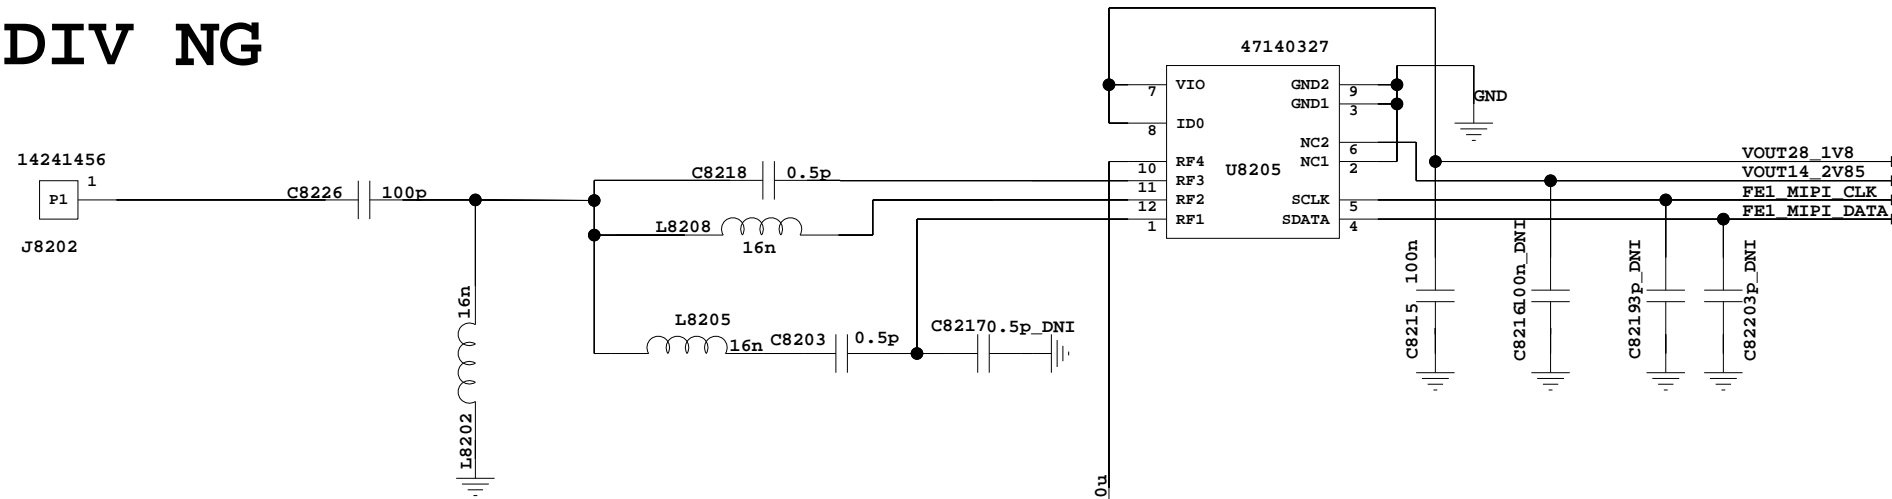 DIV NG
47140327
VIO
7
ID0
8
RF4
10
RF3
11
RF2
12
RF1
1
U8205
GND2
9
GND1
3
NC2
6
NC1
2
SCLK
5
SDATA
4
GND
VOUT28_1V8
VOUT14_2V85
FE1_MIPI_CLK
FE1_MIPI_DATA
14241456
P1
1
J8202
C8226 100p
C8218 0.5p
L8208
16n
L8205
16n
C8203 0.5p
C8217 0.5p_DNI
16n
L8202
0u
C8215 100n
C8216 100n_DNI
C8219 3p_DNI
C8220 3p_DNI